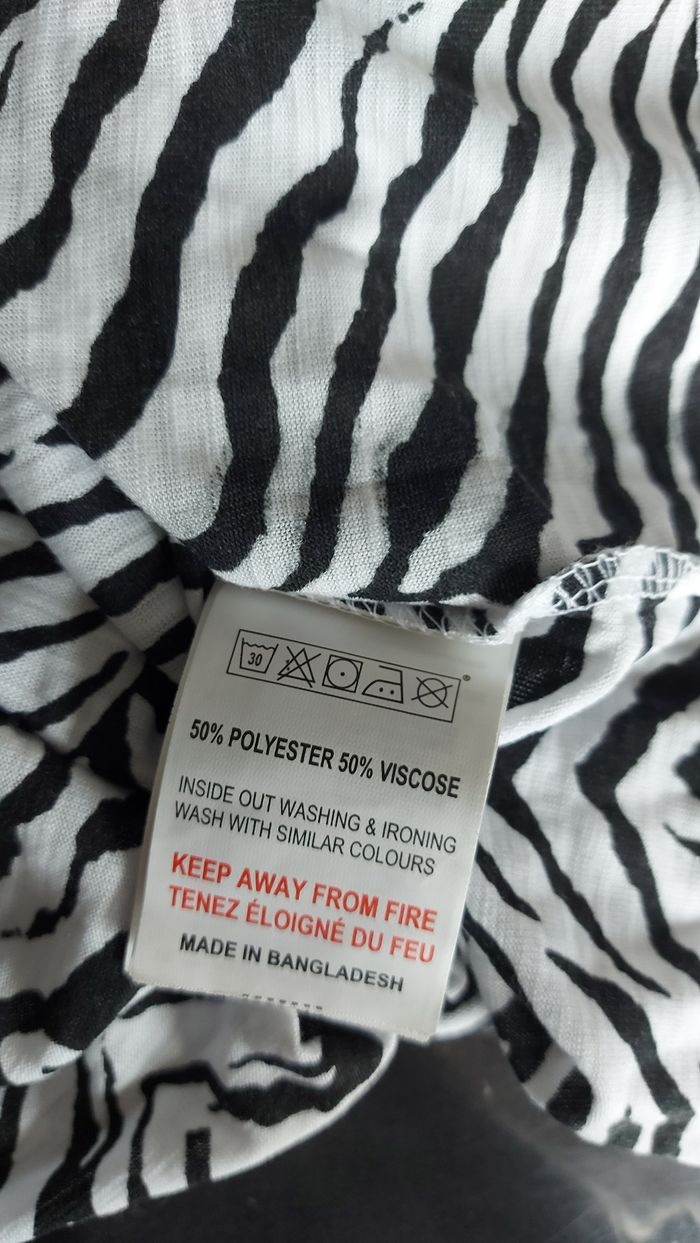 30
50% POLYESTER 50% VISCOSE
INSIDE OUT WASHING & IRONING
WASH WITH SIMILAR COLOURS
KEEP AWAY FROM FIRE
TENEZ ÉLOIGNÉ DU FEU
MADE IN BANGLADESH